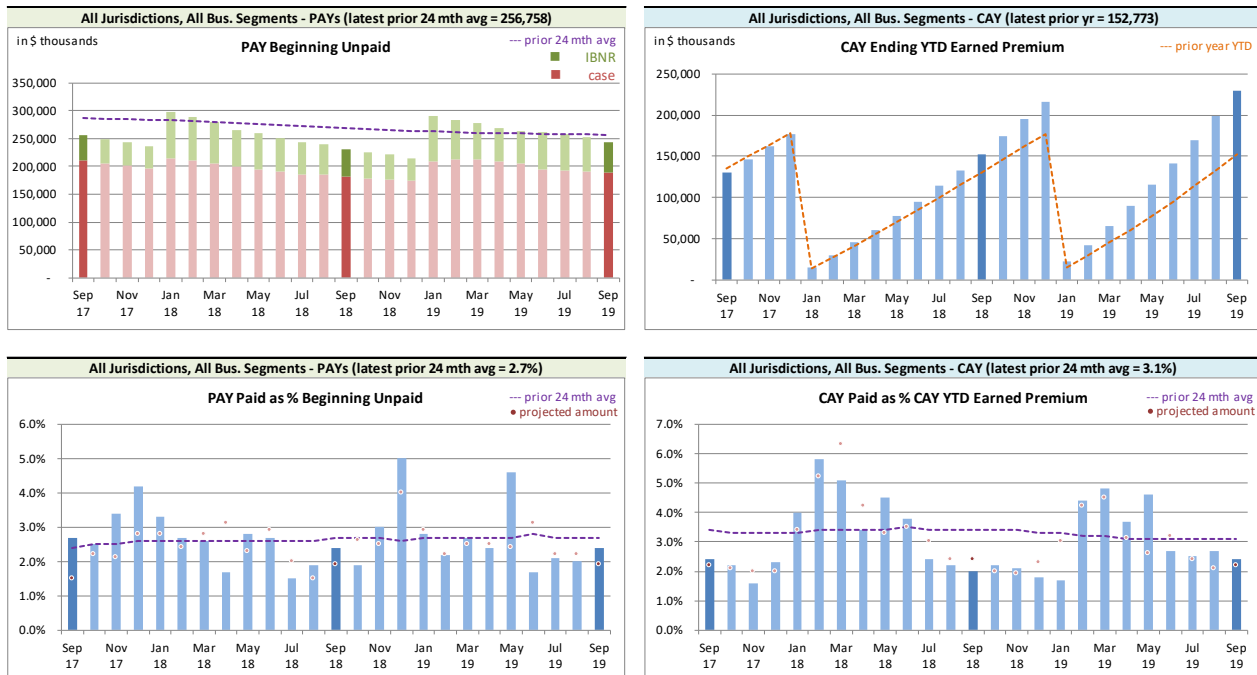 All Jurisdictions, All Bus. Segments - PAYs (latest prior 24 mth avg = 256,758)
in $ thousands
PAY Beginning Unpaid
--- prior 24 mth avg
IBNR
case
350,000
300,000
250,000
200,000
150,000
100,000
50,000
-
Sep Nov Jan Mar May Jul Sep Nov Jan Mar May Jul Sep
17 17 18 18 18 18 18 18 19 19 19 19 19
All Jurisdictions, All Bus. Segments - CAY (latest prior yr = 152,773)
in $ thousands
CAY Ending YTD Earned Premium
--- prior year YTD
250,000
200,000
150,000
100,000
50,000
-
Sep Nov Jan Mar May Jul Sep Nov Jan Mar May Jul Sep
17 17 18 18 18 18 18 18 19 19 19 19 19
All Jurisdictions, All Bus. Segments - PAYs (latest prior 24 mth avg = 2.7%)
PAY Paid as % Beginning Unpaid
--- prior 24 mth avg
• projected amount
6.0%
5.0%
4.0%
3.0%
2.0%
1.0%
0.0%
Sep Nov Jan Mar May Jul Sep Nov Jan Mar May Jul Sep
17 17 18 18 18 18 18 18 19 19 19 19 19
All Jurisdictions, All Bus. Segments - CAY (latest prior 24 mth avg = 3.1%)
CAY Paid as % CAY YTD Earned Premium
--- prior 24 mth avg
• projected amount
7.0%
6.0%
5.0%
4.0%
3.0%
2.0%
1.0%
0.0%
Sep Nov Jan Mar May Jul Sep Nov Jan Mar May Jul Sep
17 17 18 18 18 18 18 18 19 19 19 19 19